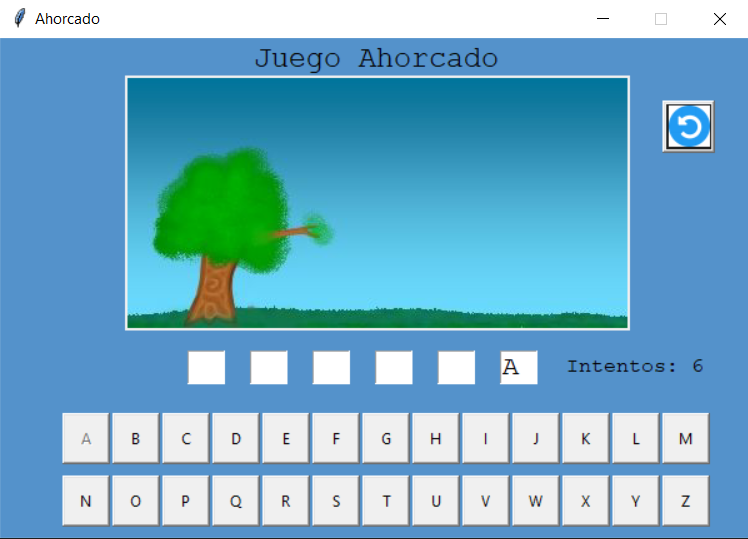 Ahorcado
Juego Ahorcado
A
Intentos: 6
A B C D E F G H I J K L M
N O P Q R S T U V W X Y Z